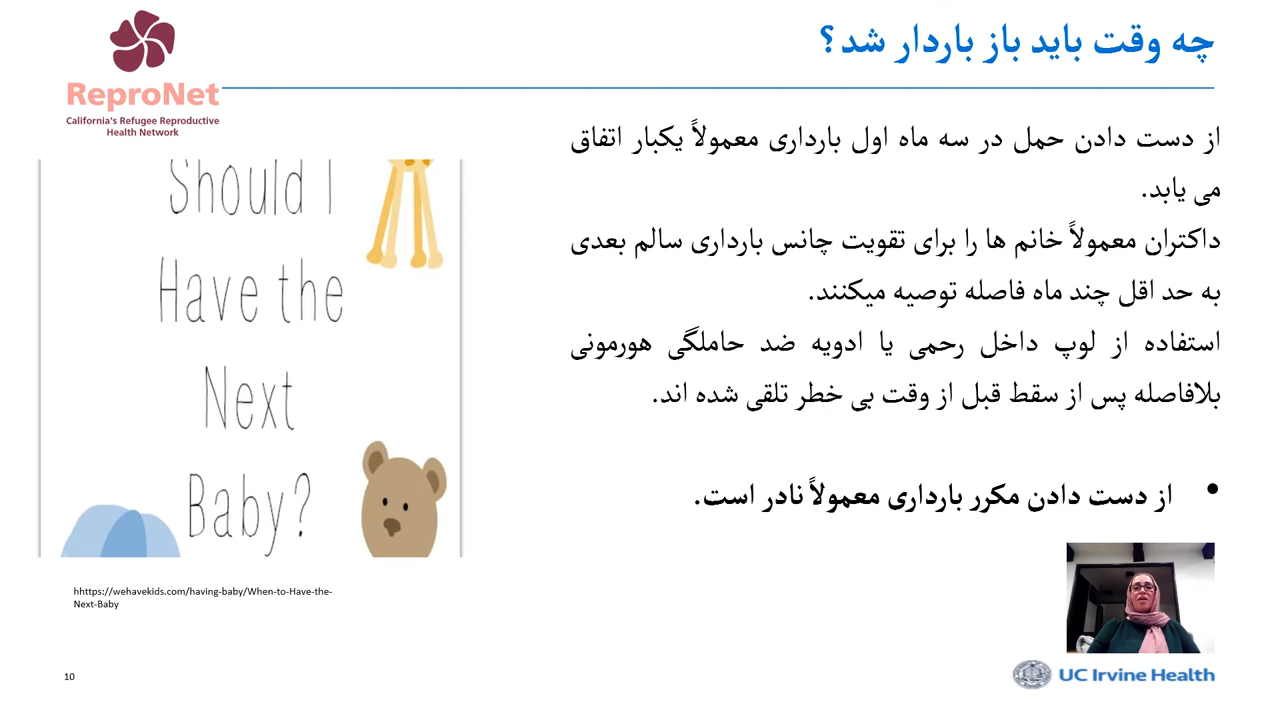 چه وقت باید باز باردار شد؟
ReproNet
California's Refugee Reproductive
Health Network
از دست دادن حمل در سه ماه اول بارداری معمولاً یکبار اتفاق
می یابد.
داکتران معمولاً خانم ها را برای تقویت چانس بارداری سالم بعدی
به حد اقل چند ماه فاصله توصیه میکنند.
استفاده از لوپ داخل رحمی یا ادویه ضد حاملگی هورمونی
بلافاصله پس از سقط قبل از وقت بی خطر تلقی شده اند.
• از دست دادن مکرر بارداری معمولاً نادر است.
Should I
Have the
Next
Baby?
hhttps://wehavekids.com/having-baby/When-to-Have-the-
Next-Baby
10
UC Irvine Health